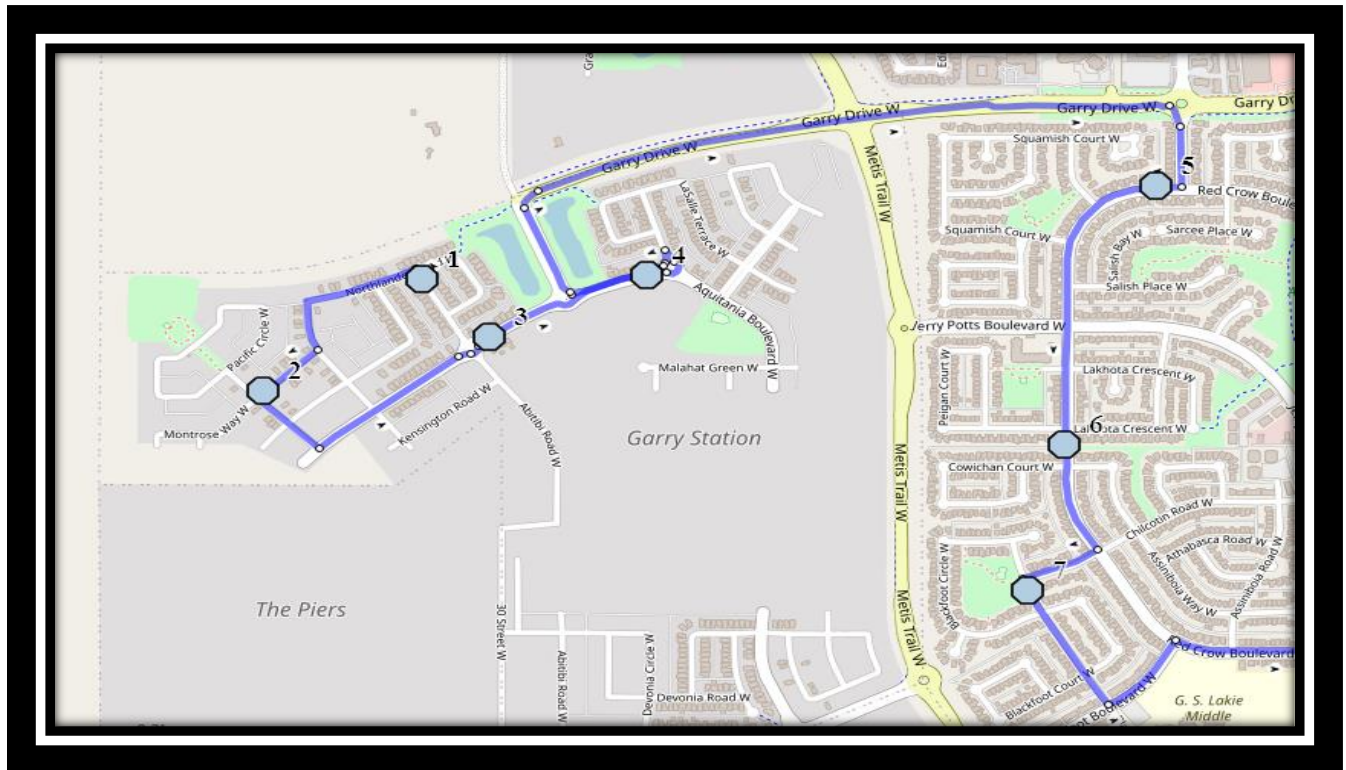 Garry Drive W
Garry Drive W
Garry Drive W
Squamish Court W
Metis Trail W
LaSalle Terrace W
5
Red Crow Boule
Squamish Court W
Salish Bay W
Sarcee Place W
1
4
Northlands
Salish Place W
Aquitania Boulevard W
3
Pacific Circle W
Jerry Potts Boulevard W
2
Malahat Green W
Peigan Court W
Lakhota Crescent W
Montrose Way W
Kensington Road W
Abitibi Road W
Garry Station
6
Lakhota Crescent W
Metis Trail W
Cowichan Court W
Chilcotin Road W
Athabasca Road W
7
Blackfoot Circle W
Assiniboia Way W
Assiniboia Road W
The Piers
30 Street W
Abitibi Road W
Devonia Circle W
Metis Trail W
Red Crow Boulevard
Devonia Road W
Blackfoot Court W
Boulevard W
G. S. Lakie
Middle